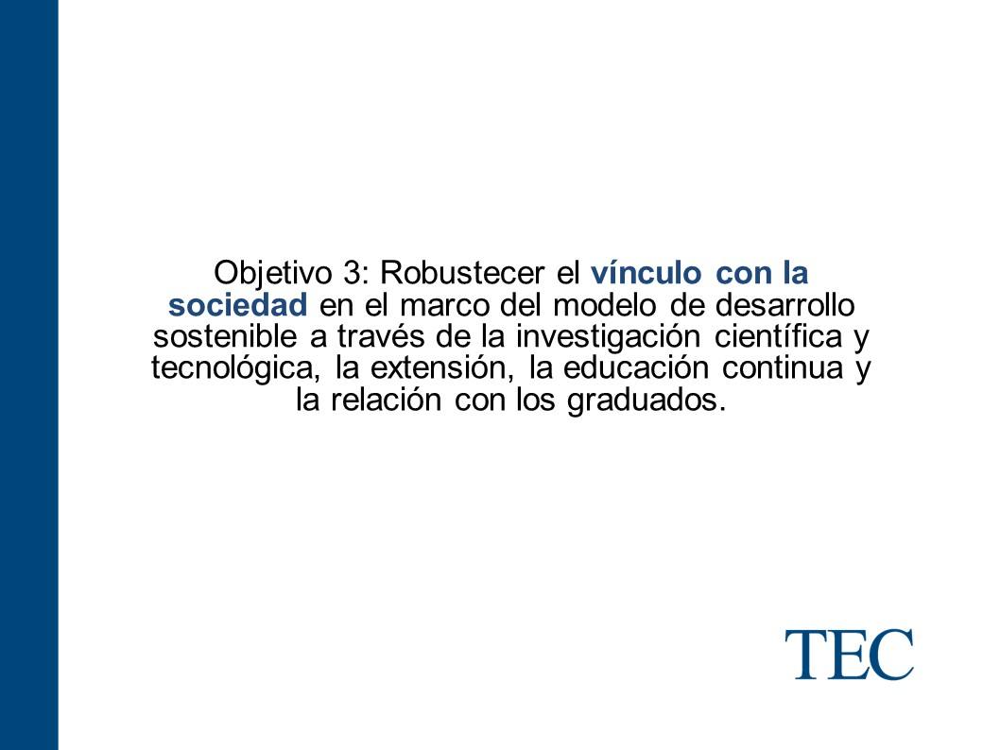 Objetivo 3: Robustecer el vínculo con la
sociedad en el marco del modelo de desarrollo
sostenible a través de la investigación científica y
tecnológica, la extensión, la educación continua y
la relación con los graduados.
TEC